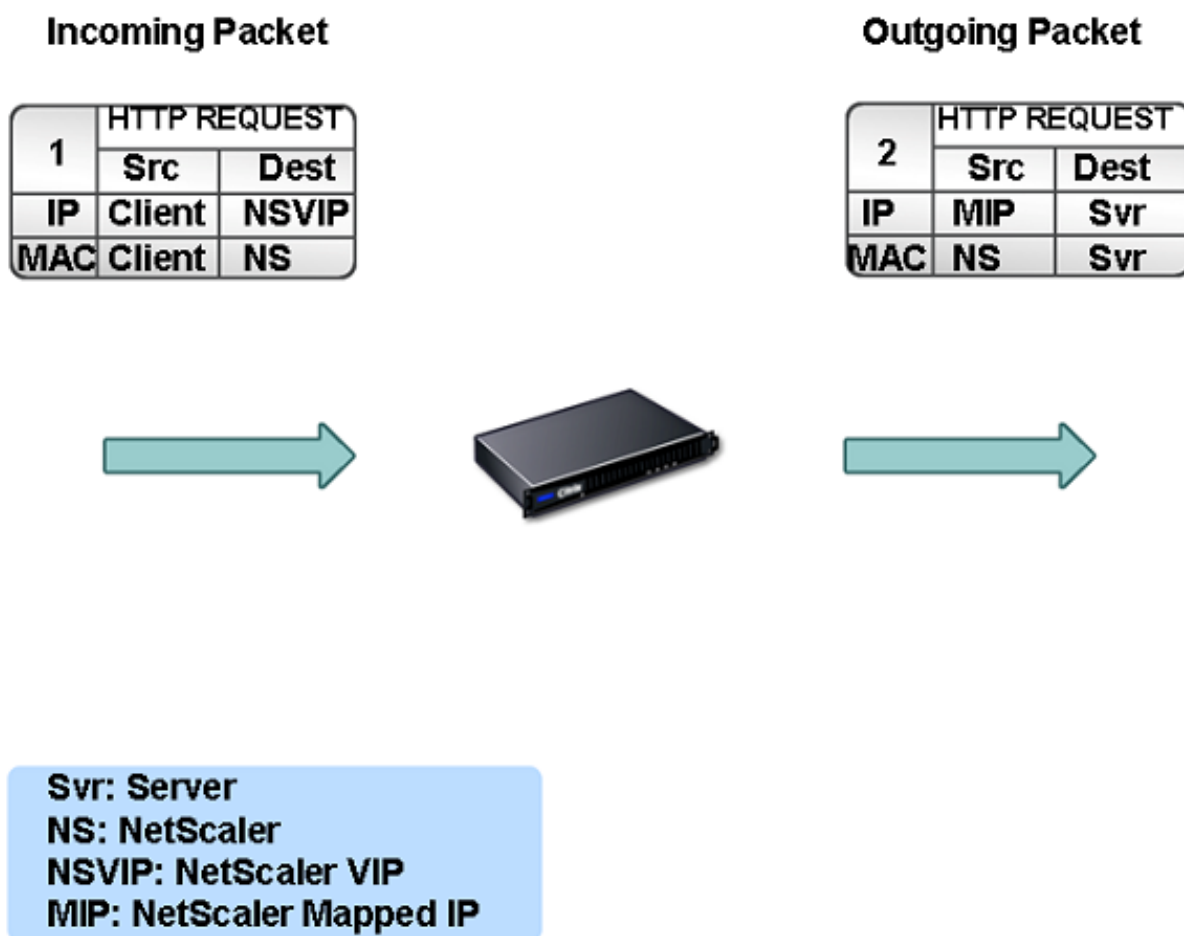 Incoming Packet
Outgoing Packet
1 HTTP REQUEST
Src Dest
IP Client NSVIP
MAC Client NS
2 HTTP REQUEST
Src Dest
IP MIP Svr
MAC NS Svr
Svr: Server
NS: NetScaler
NSVIP: NetScaler VIP
MIP: NetScaler Mapped IP